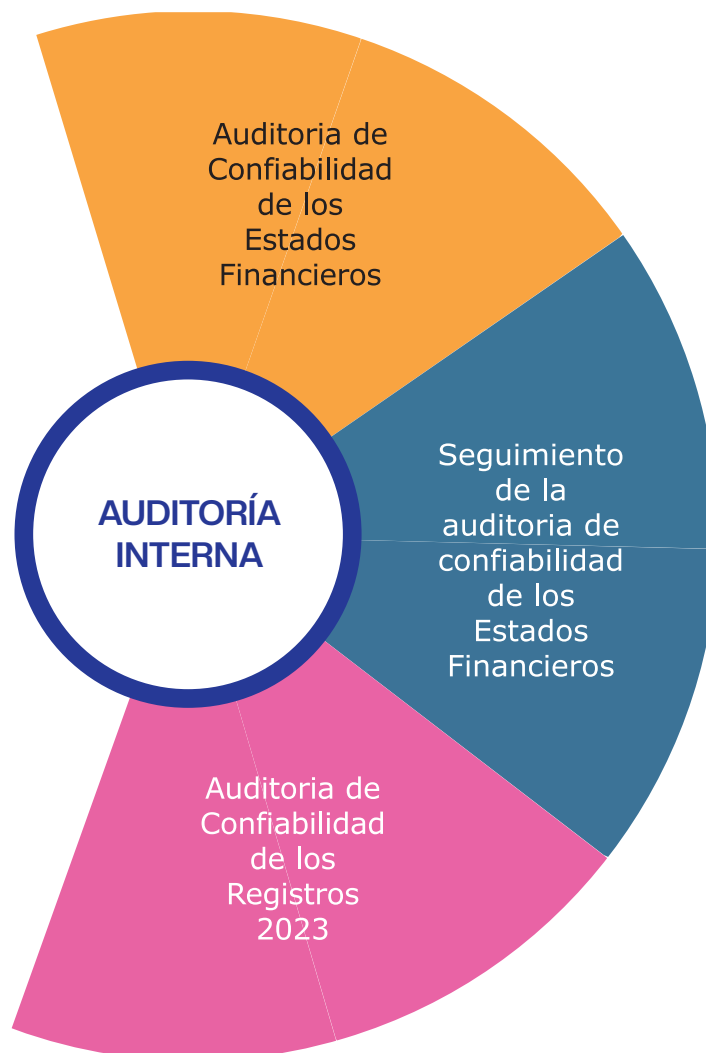 Auditoria de
Confiabilidad
de los
Estados
Financieros
AUDITORÍA
INTERNA
Seguimiento
de la
auditoria de
confiabilidad
de los
Estados
Financieros
Auditoria de
Confiabilidad
de los
Registros
2023